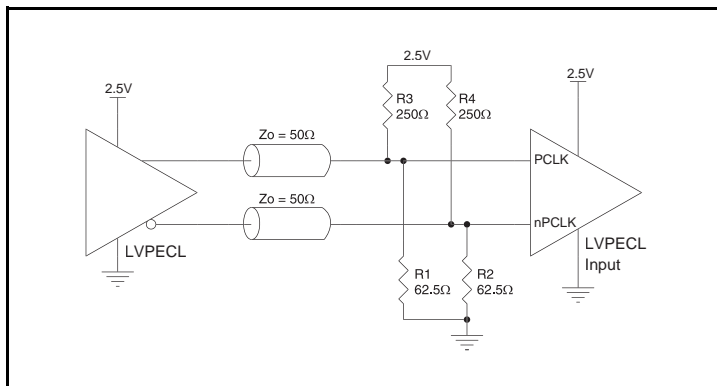 2.5V
2.5V
2.5V
R3
250Ω
R4
250Ω
Zo = 50Ω
PCLK
Zo = 50Ω
nPCLK
LVPECL
LVPECL
Input
R1
62.5Ω
R2
62.5Ω